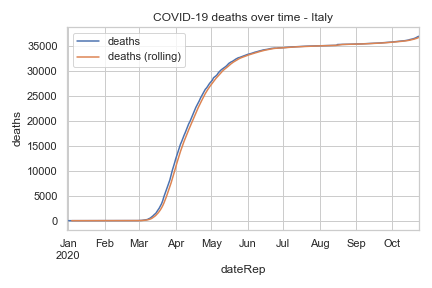 COVID-19 deaths over time - Italy
deaths
deaths (rolling)
35000
30000
25000
20000
15000
10000
5000
0
deaths
Jan Feb Mar Apr May Jun Jul Aug Sep Oct
2020
dateRep